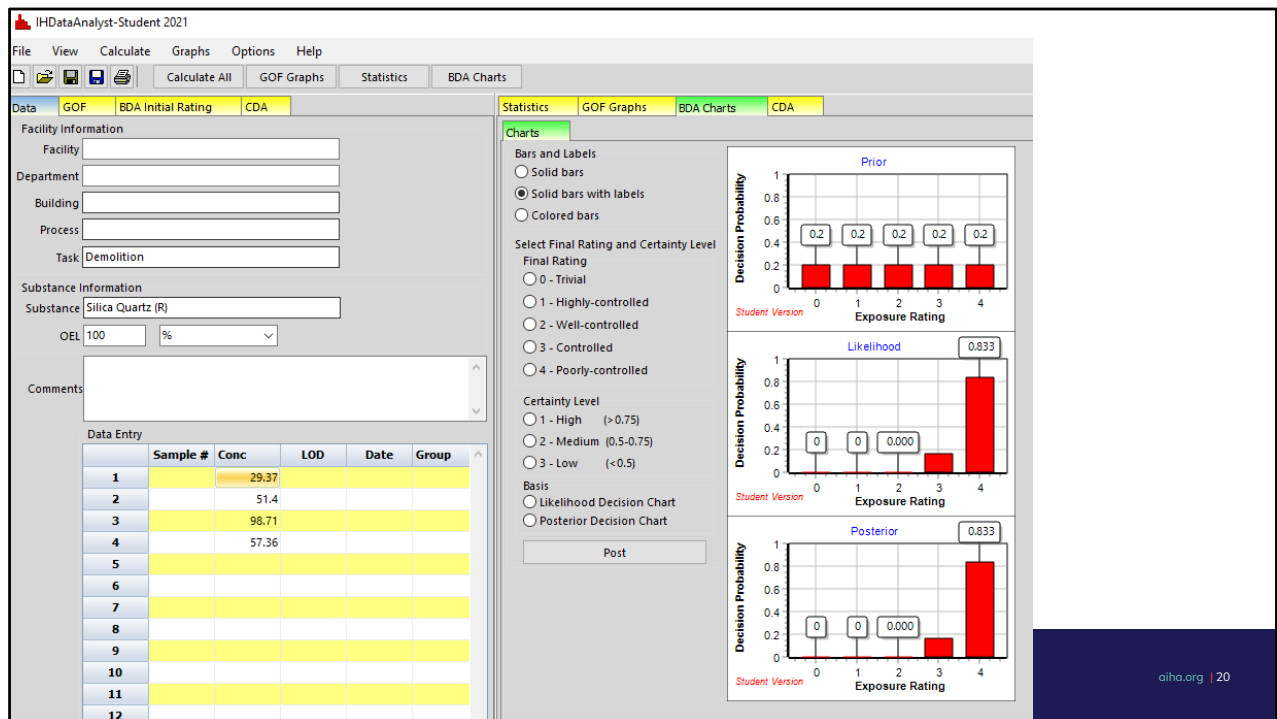 IHDataAnalyst-Student 2021
File View Calculate Graphs Options Help
Calculate All GOF Graphs Statistics BDA Charts
Data GOF BDA Initial Rating CDA
Facility Information
Facility
Department
Building
Process
Task Demolition
Substance Information
Substance Silica Quartz (R)
OEL 100 %
Comments
Data Entry
Sample # Conc LOD Date Group
1 29.37
2 51.4
3 98.71
4 57.36
5
6
7
8
9
10
11
12
Statistics GOF Graphs BDA Charts CDA
Charts
Bars and Labels
Solid bars
Solid bars with labels
Colored bars
Select Final Rating and Certainty Level
Final Rating
0 - Trivial
1 - Highly-controlled
2 - Well-controlled
3 - Controlled
4 - Poorly-controlled
Certainty Level
1 - High (>0.75)
2 - Medium (0.5-0.75)
3 - Low (<0.5)
Basis
Likelihood Decision Chart
Posterior Decision Chart
Post
Prior
Decision Probability
1
0.8
0.6
0.4
0.2
0
0.2 0.2 0.2 0.2 0.2
0 1 2 3 4
Student Version
Exposure Rating
Likelihood
0.833
Decision Probability
1
0.8
0.6
0.4
0.2
0
0 0 0.000
0 1 2 3 4
Student Version
Exposure Rating
Posterior
0.833
Decision Probability
1
0.8
0.6
0.4
0.2
0
0 0 0.000
0 1 2 3 4
Student Version
Exposure Rating
aiha.org | 20